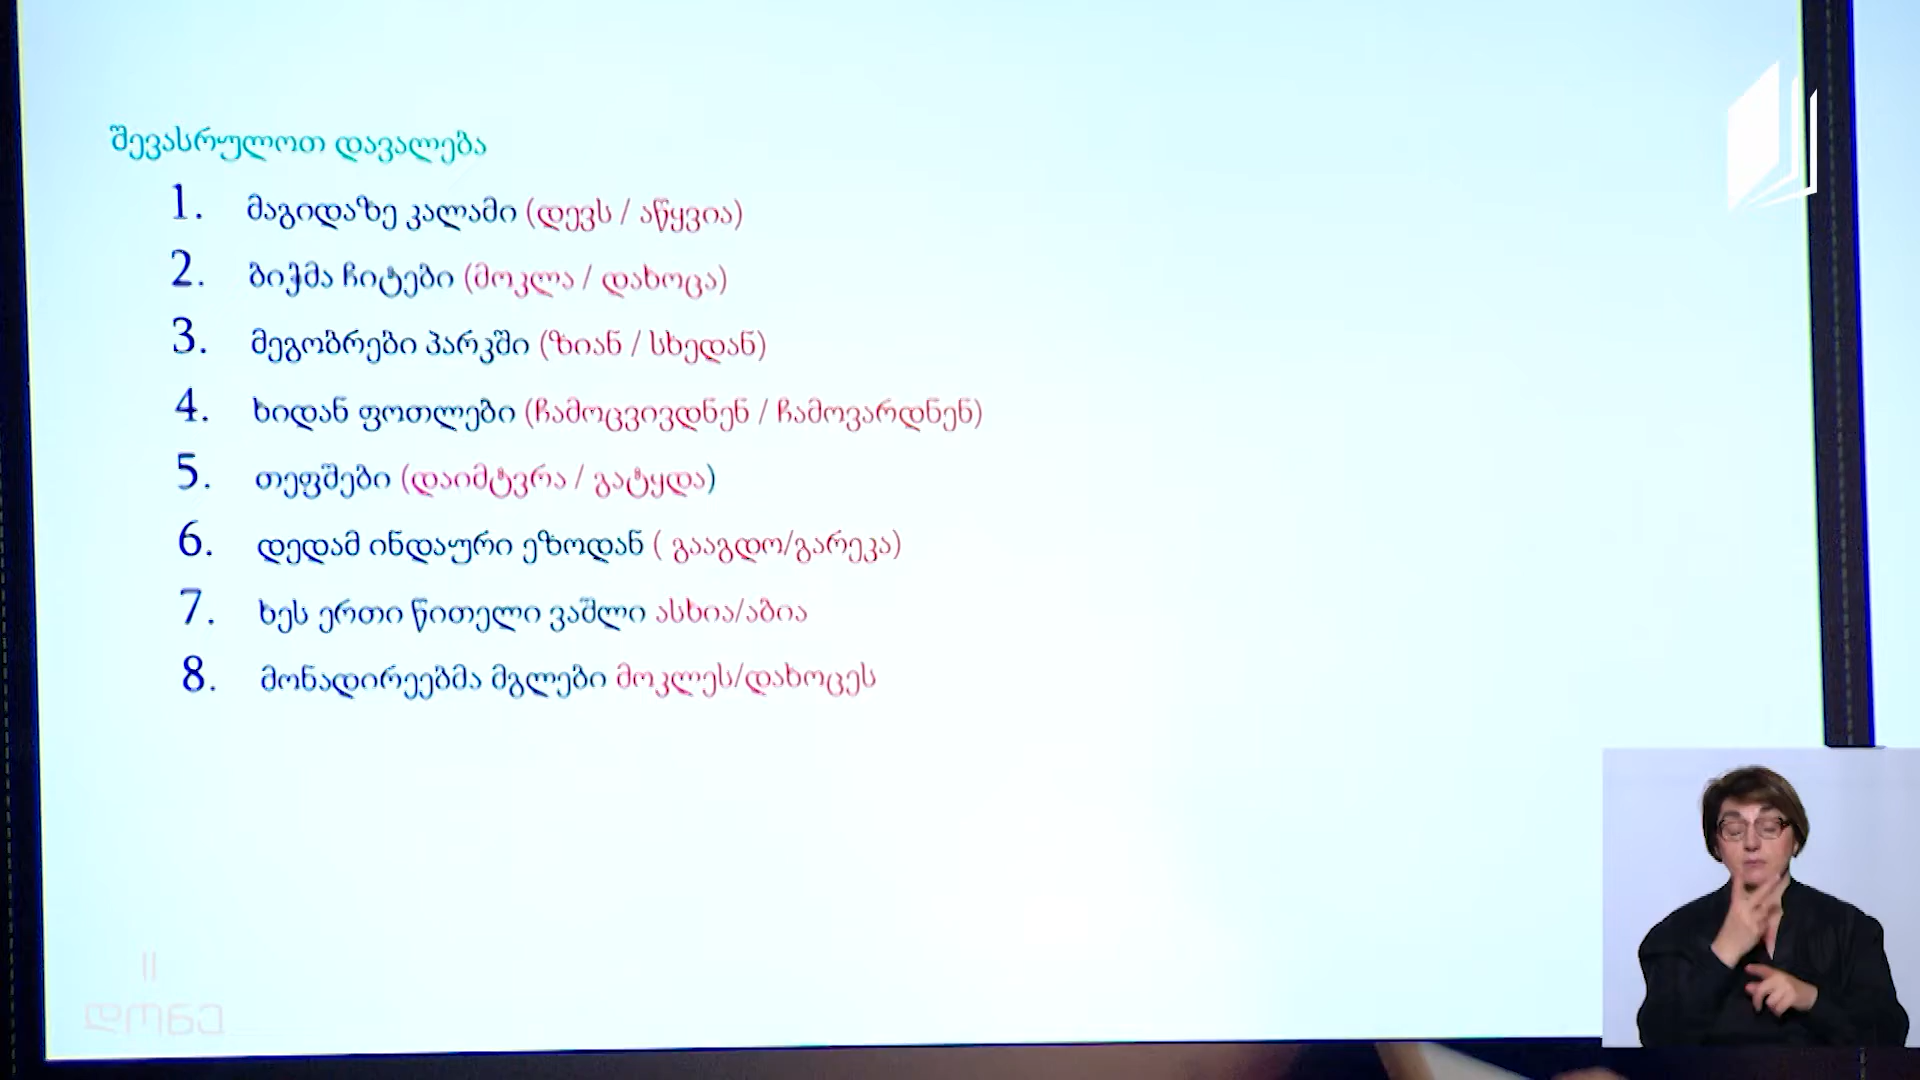 შევასრულოთ დავალება
1. მაგიდაზე კალამი (დევს / აწყვია)
2. ბიჭმა ჩიტები (მოკლა / დახოცა)
3. მეგობრები პარკში (ზიან / სხედან)
4. ხიდან ფოთლები (ჩამოცვივდნენ / ჩამოვარდნენ)
5. თეფშები (დაიმტვრა / გატყდა)
6. დედამ ინდაური ეზოდან ( გააგდო/გარეკა)
7. ხეს ერთი წითელი ვაშლი ასხია/აბია
8. მონადირეებმა მგლები მოკლეს/დახოცეს
II
დონე